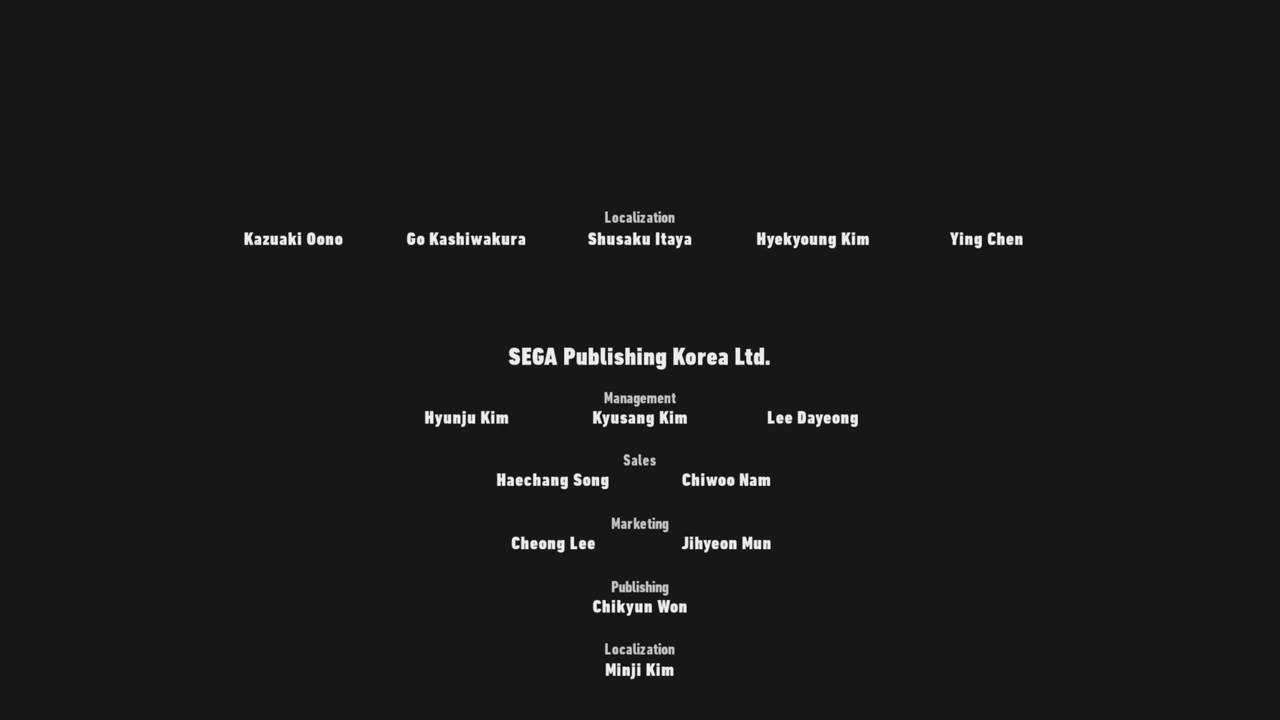 Localization
Kazuaki Oono Go Kashiwakura Shusaku Itaya Hyekyoung Kim Ying Chen
SEGA Publishing Korea Ltd.
Management
Hyunju Kim Kyusang Kim Lee Dayeong
Sales
Haechang Song Chiwoo Nam
Marketing
Cheong Lee Jihyeon Mun
Publishing
Chikyun Won
Localization
Minji Kim